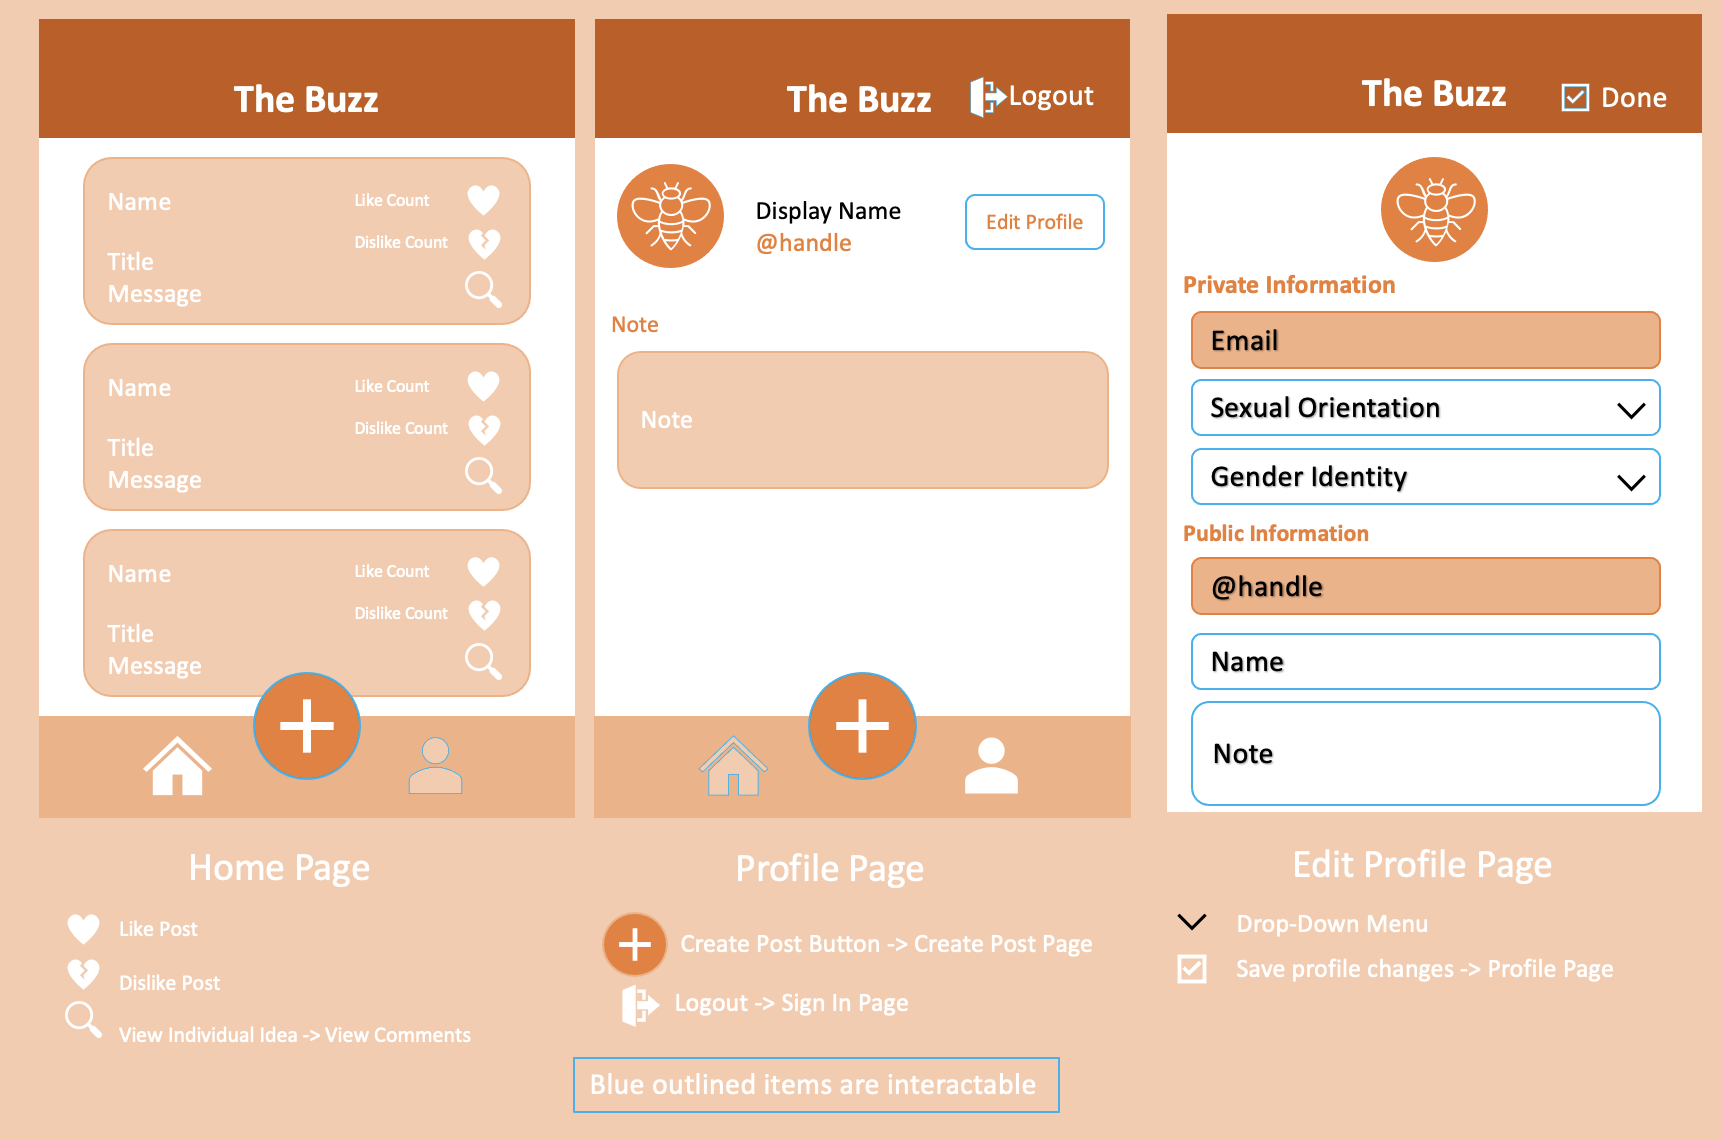 The Buzz
Name
Like Count
Dislike Count
Title
Message
Name
Like Count
Dislike Count
Title
Message
Name
Like Count
Dislike Count
Title
Message
Home Page
Like Post
Dislike Post
View Individual Idea -> View Comments
The Buzz
Logout
Display Name
@handle
Edit Profile
Note
Note
Profile Page
Create Post Button -> Create Post Page
Logout -> Sign In Page
Blue outlined items are interactable
The Buzz
Done
Private Information
Email
Sexual Orientation
Gender Identity
Public Information
@handle
Name
Note
Edit Profile Page
Drop-Down Menu
Save profile changes -> Profile Page